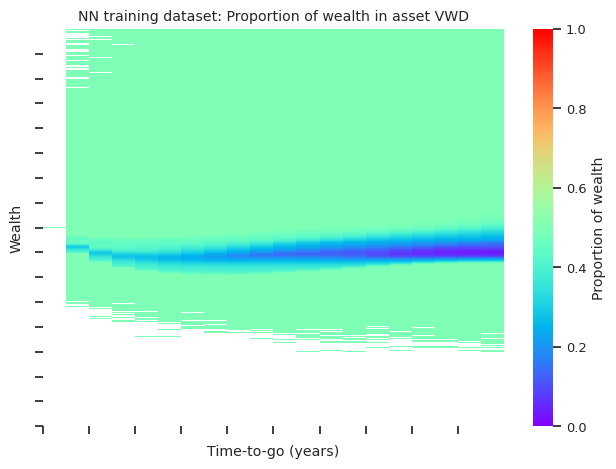 NN training dataset: Proportion of wealth in asset VWD
Wealth
Time-to-go (years)
1.0
0.8
0.6
0.4
0.2
0.0
Proportion of wealth